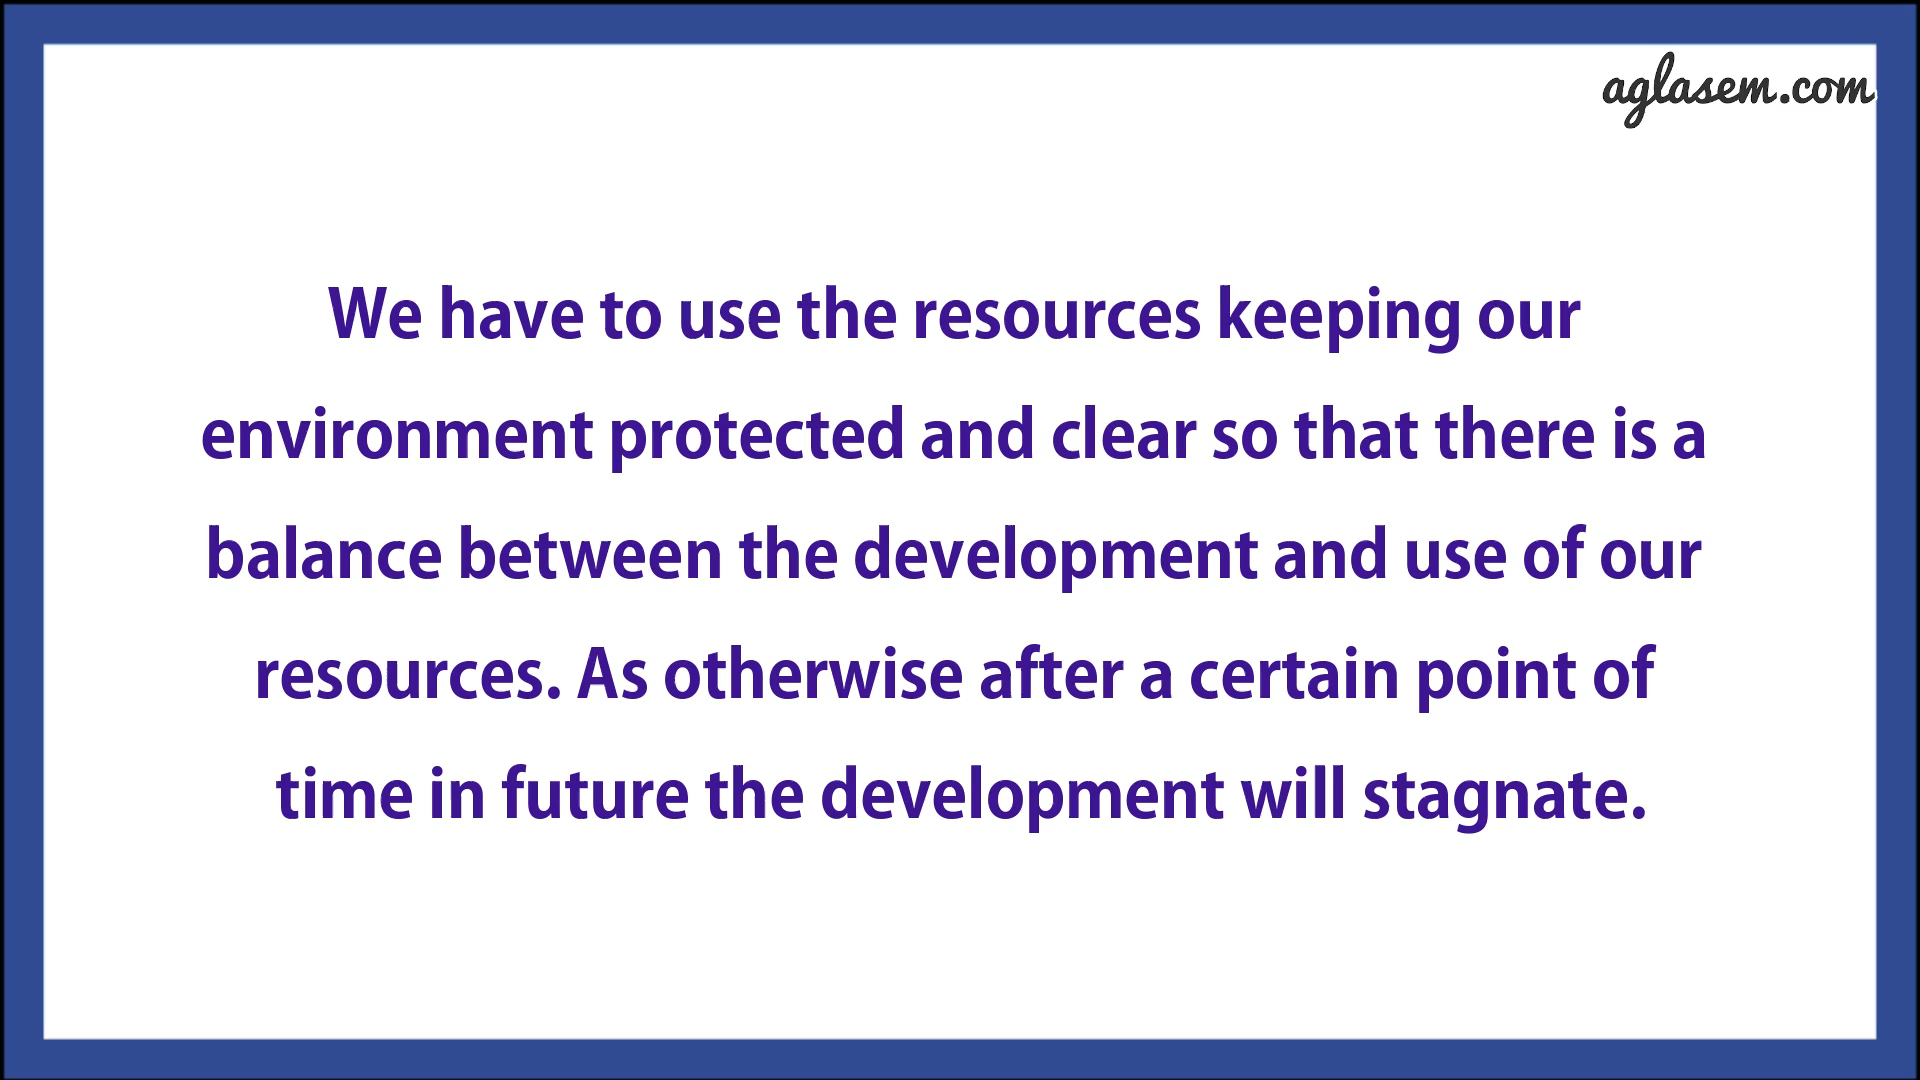 aglasem.com
We have to use the resources keeping our
environment protected and clear so that there is a
balance between the development and use of our
resources. As otherwise after a certain point of
time in future the development will stagnate.